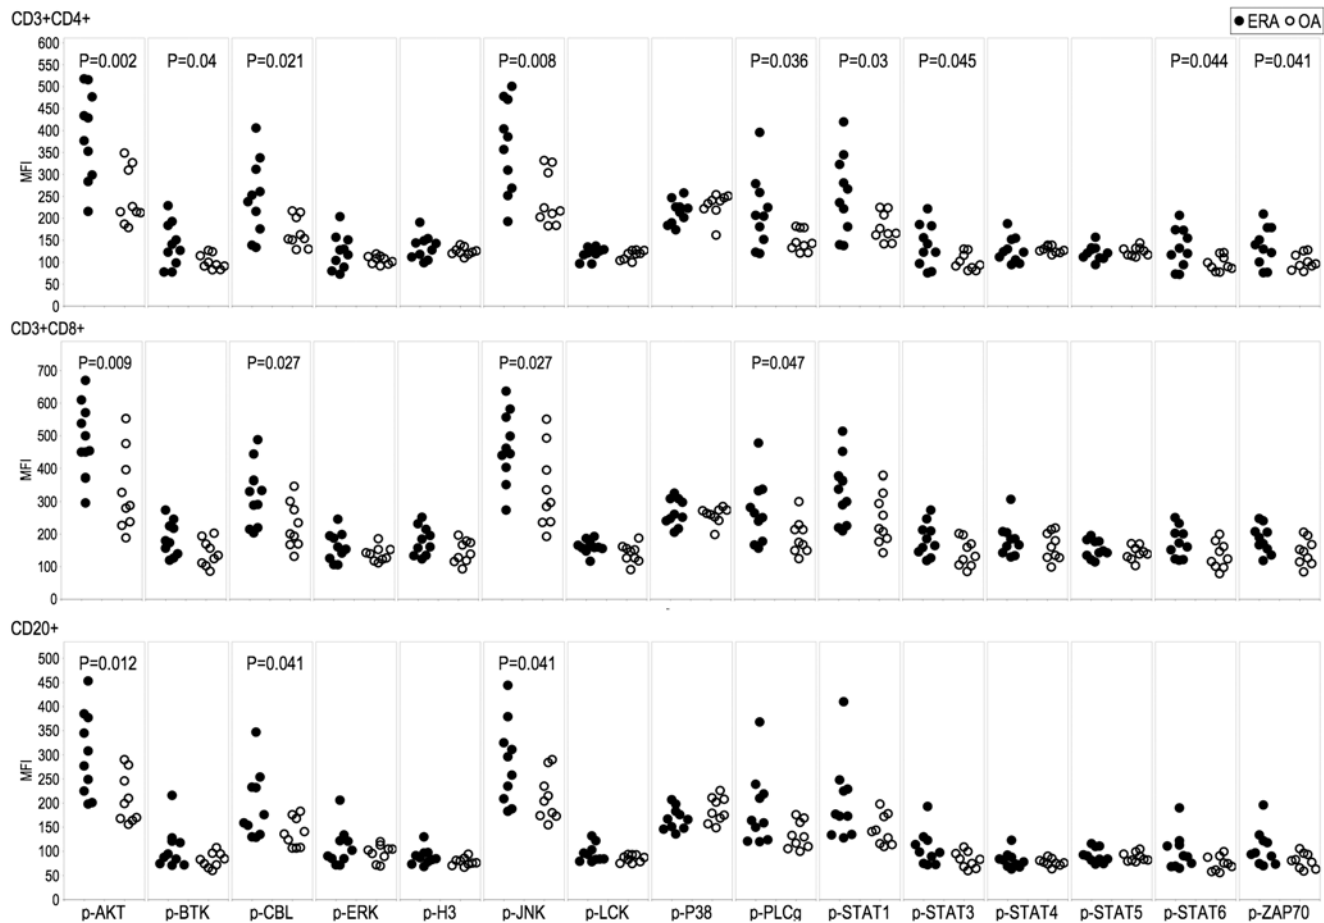 CD3+CD4+
ERA OA
600
550
500
450
400
350
300
250
200
150
100
50
0
MFI
P=0.002 P=0.04 P=0.021 P=0.008 P=0.036 P=0.03 P=0.045 P=0.044 P=0.041
CD3+CD8+
700
600
500
400
300
200
100
0
MFI
P=0.009 P=0.027 P=0.027 P=0.047
CD20+
500
450
400
350
300
250
200
150
100
50
0
MFI
P=0.012 P=0.041 P=0.041
p-AKT p-BTK p-CBL p-ERK p-H3 p-JNK p-LCK p-P38 p-PLCg p-STAT1 p-STAT3 p-STAT4 p-STAT5 p-STAT6 p-ZAP70